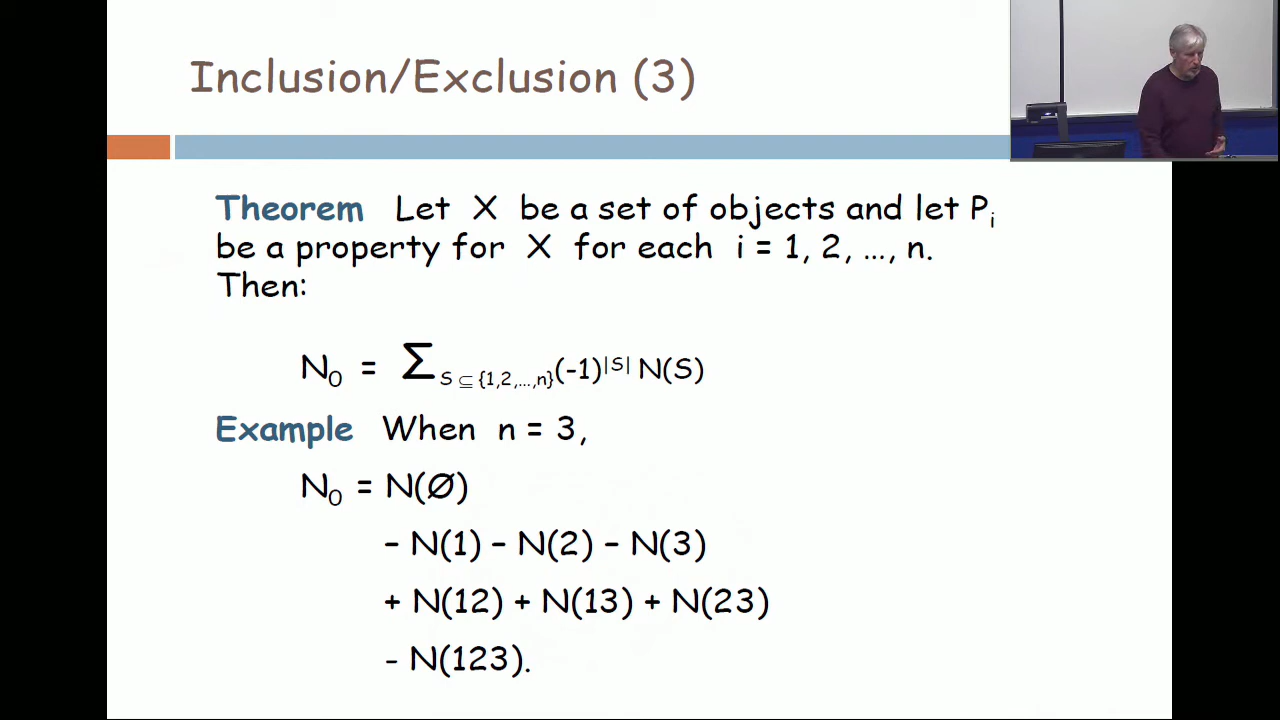 Inclusion/Exclusion (3)
Theorem Let X be a set of objects and let Pᵢ
be a property for X for each i = 1, 2, …, n.
Then:
N₀ = Σ S ⊆ {1,2,…,n} (-1)^|S| N(S)
Example When n = 3,
N₀ = N(Ø)
– N(1) – N(2) – N(3)
+ N(12) + N(13) + N(23)
- N(123).